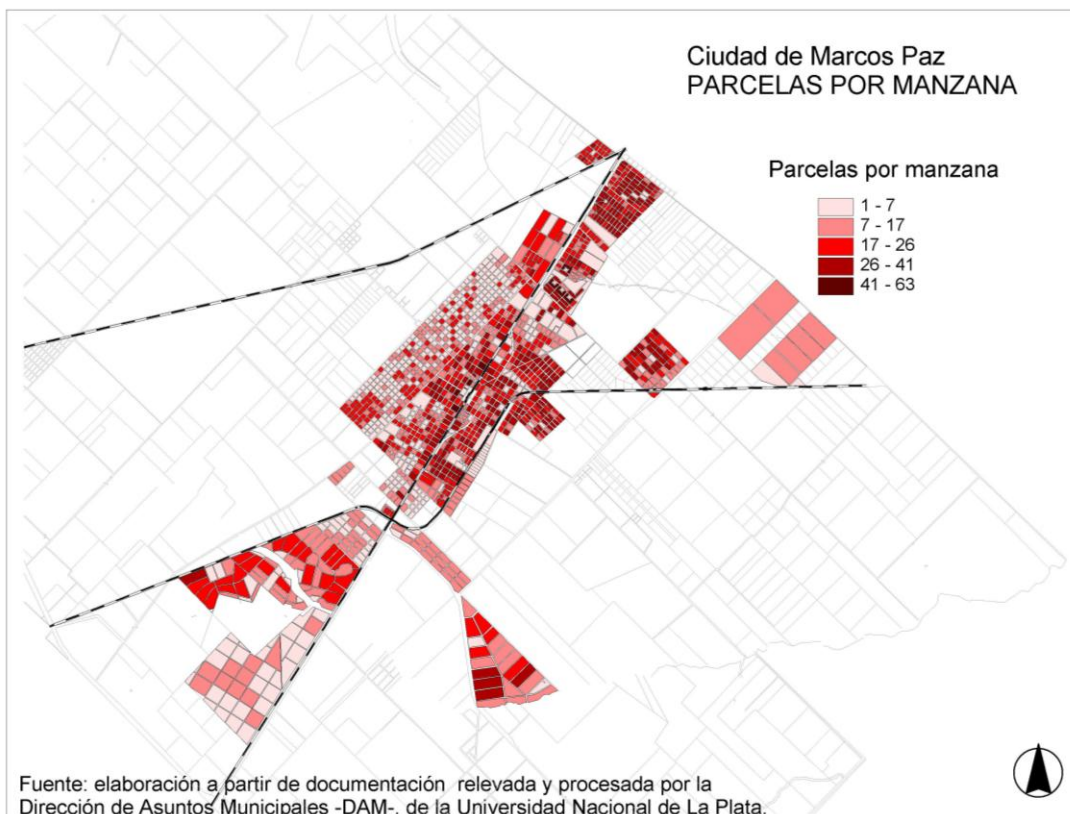 Ciudad de Marcos Paz
PARCELAS POR MANZANA
Parcelas por manzana
1 - 7
7 - 17
17 - 26
26 - 41
41 - 63
Fuente: elaboración a partir de documentación relevada y procesada por la
Dirección de Asuntos Municipales -DAM-, de la Universidad Nacional de La Plata.